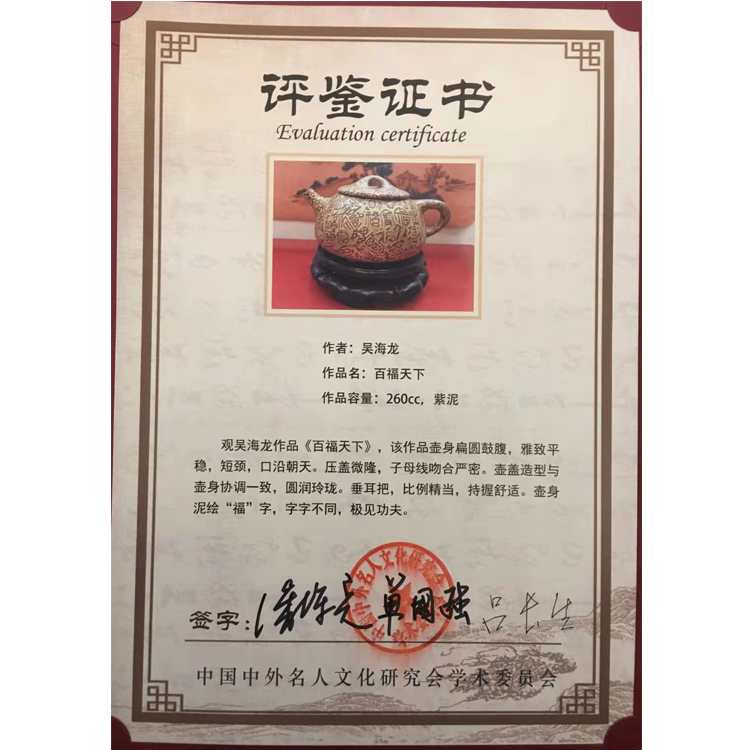 评鉴证书
Evaluation certificate
作者：吴海龙
作品名：百福天下
作品容量：260cc，紫泥
观吴海龙作品《百福天下》，该作品壶身扁圆鼓腹，雅致平
稳，短颈，口沿朝天。压盖微隆，子母线吻合严密。壶盖造型与
壶身协调一致，圆润玲珑。垂耳把，比例精当，持握舒适。壶身
泥绘“福”字，字字不同，极见功夫。
签字：单国强 吕长生
中国中外名人文化研究会学术委员会